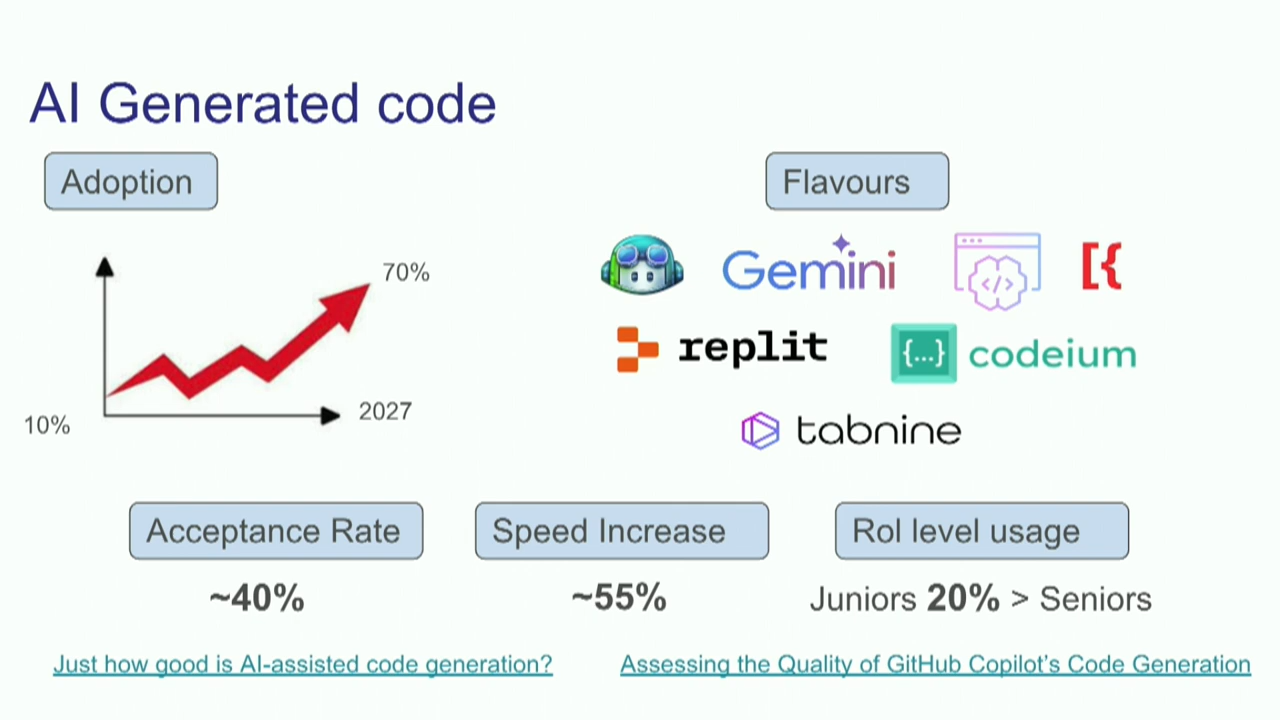 AI Generated code
Adoption
Flavours
70%
10%
2027
Gemini
</>
[{
replit
{...} codeium
tabnine
Acceptance Rate
Speed Increase
RoI level usage
~40%
~55%
Juniors 20% > Seniors
Just how good is AI-assisted code generation?
Assessing the Quality of GitHub Copilot's Code Generation